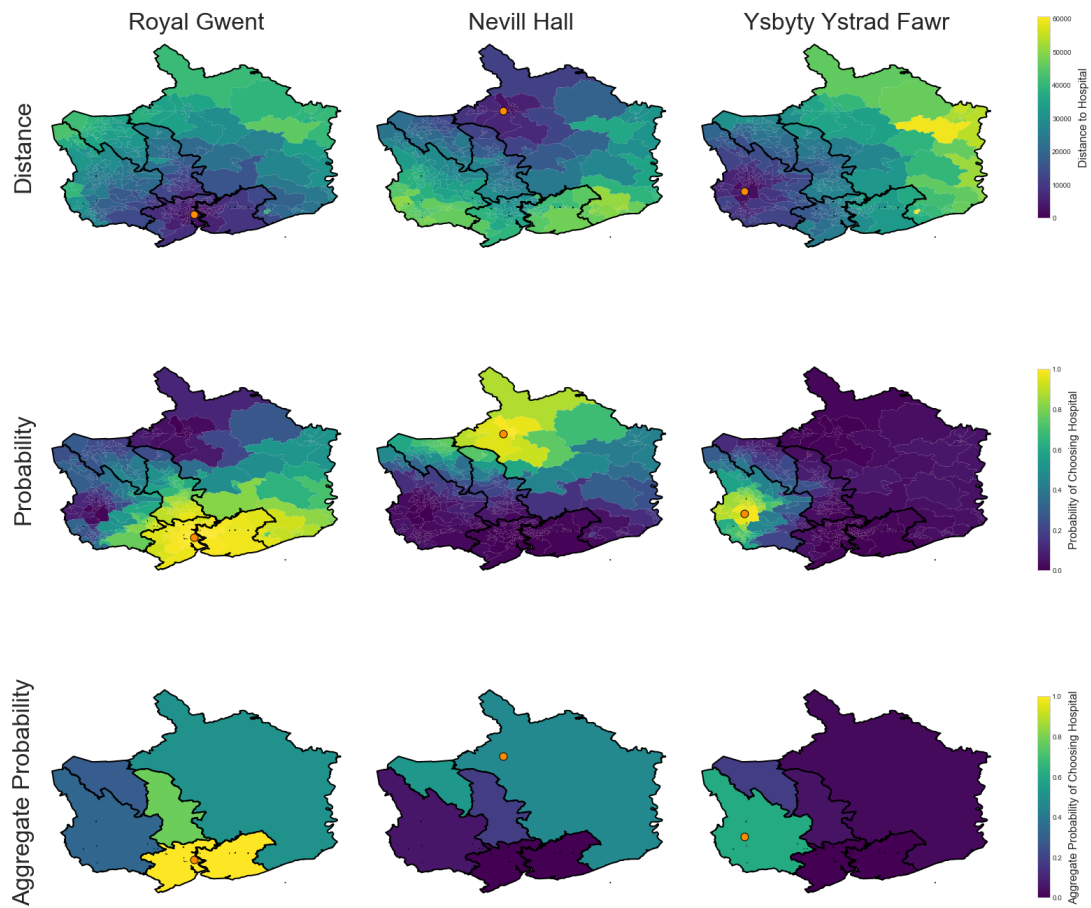 Royal Gwent
Nevill Hall
Ysbyty Ystrad Fawr
Distance
60000
50000
40000
30000
20000
10000
0
Distance to Hospital
Probability
1.0
0.8
0.6
0.4
0.2
0.0
Probability of Choosing Hospital
Aggregate Probability
1.0
0.8
0.6
0.4
0.2
0.0
Aggregate Probability of Choosing Hospital